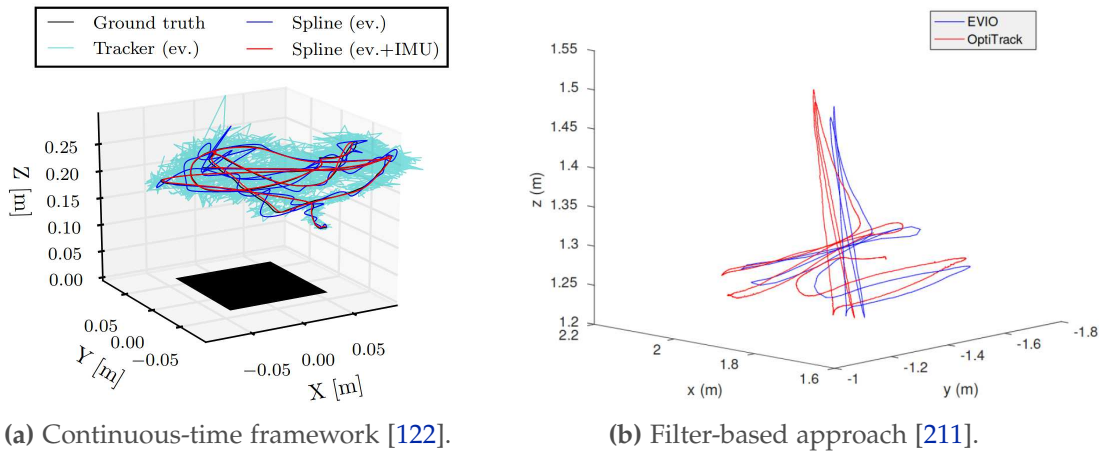 Ground truth
Tracker (ev.)
Spline (ev.)
Spline (ev.+IMU)
0.25
0.20
0.15
0.10
0.05
0.00
Z [m]
0.05
0.00
−0.05
Y [m]
−0.05
0.00
0.05
X [m]
EVIO
OptiTrack
1.55
1.5
1.45
1.4
1.35
1.3
1.25
1.2
z (m)
2.2
2
1.8
1.6
x (m)
-1
-1.2
-1.4
-1.6
-1.8
y (m)
(a) Continuous-time framework [122].
(b) Filter-based approach [211].